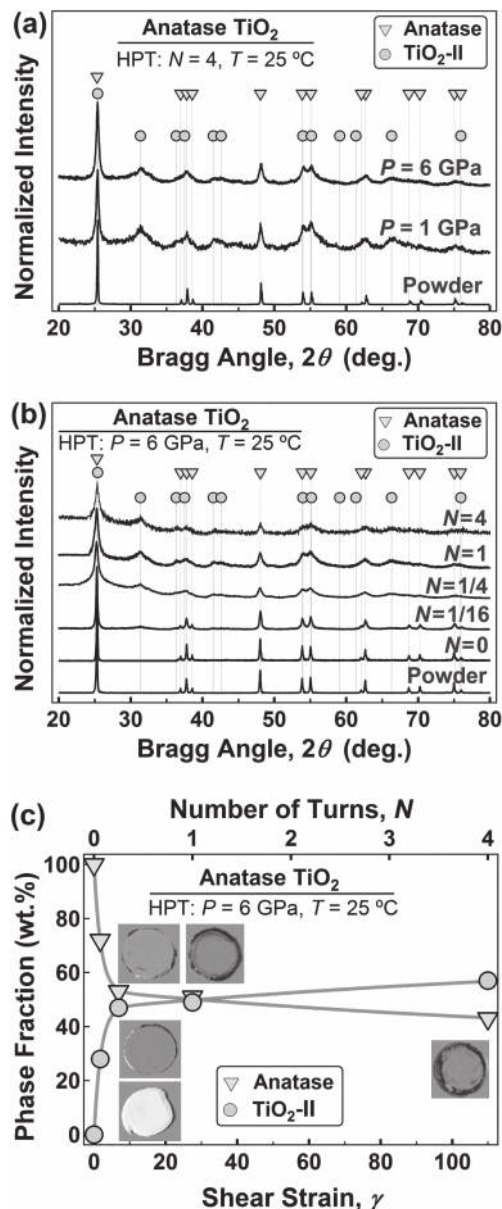 (a)
Anatase TiO2
HPT: N = 4, T = 25 ºC
Anatase
TiO2-II
P = 6 GPa
P = 1 GPa
Powder
Normalized Intensity
20 30 40 50 60 70 80
Bragg Angle, 2θ (deg.)
(b)
Anatase TiO2
HPT: P = 6 GPa, T = 25 ºC
Anatase
TiO2-II
N=4
N=1
N=1/4
N=1/16
N=0
Powder
Normalized Intensity
20 30 40 50 60 70 80
Bragg Angle, 2θ (deg.)
(c)
Number of Turns, N
0 1 2 3 4
Anatase TiO2
HPT: P = 6 GPa, T = 25 ºC
Phase Fraction (wt.%)
100
80
60
40
20
0
Anatase
TiO2-II
0 20 40 60 80 100
Shear Strain, γ